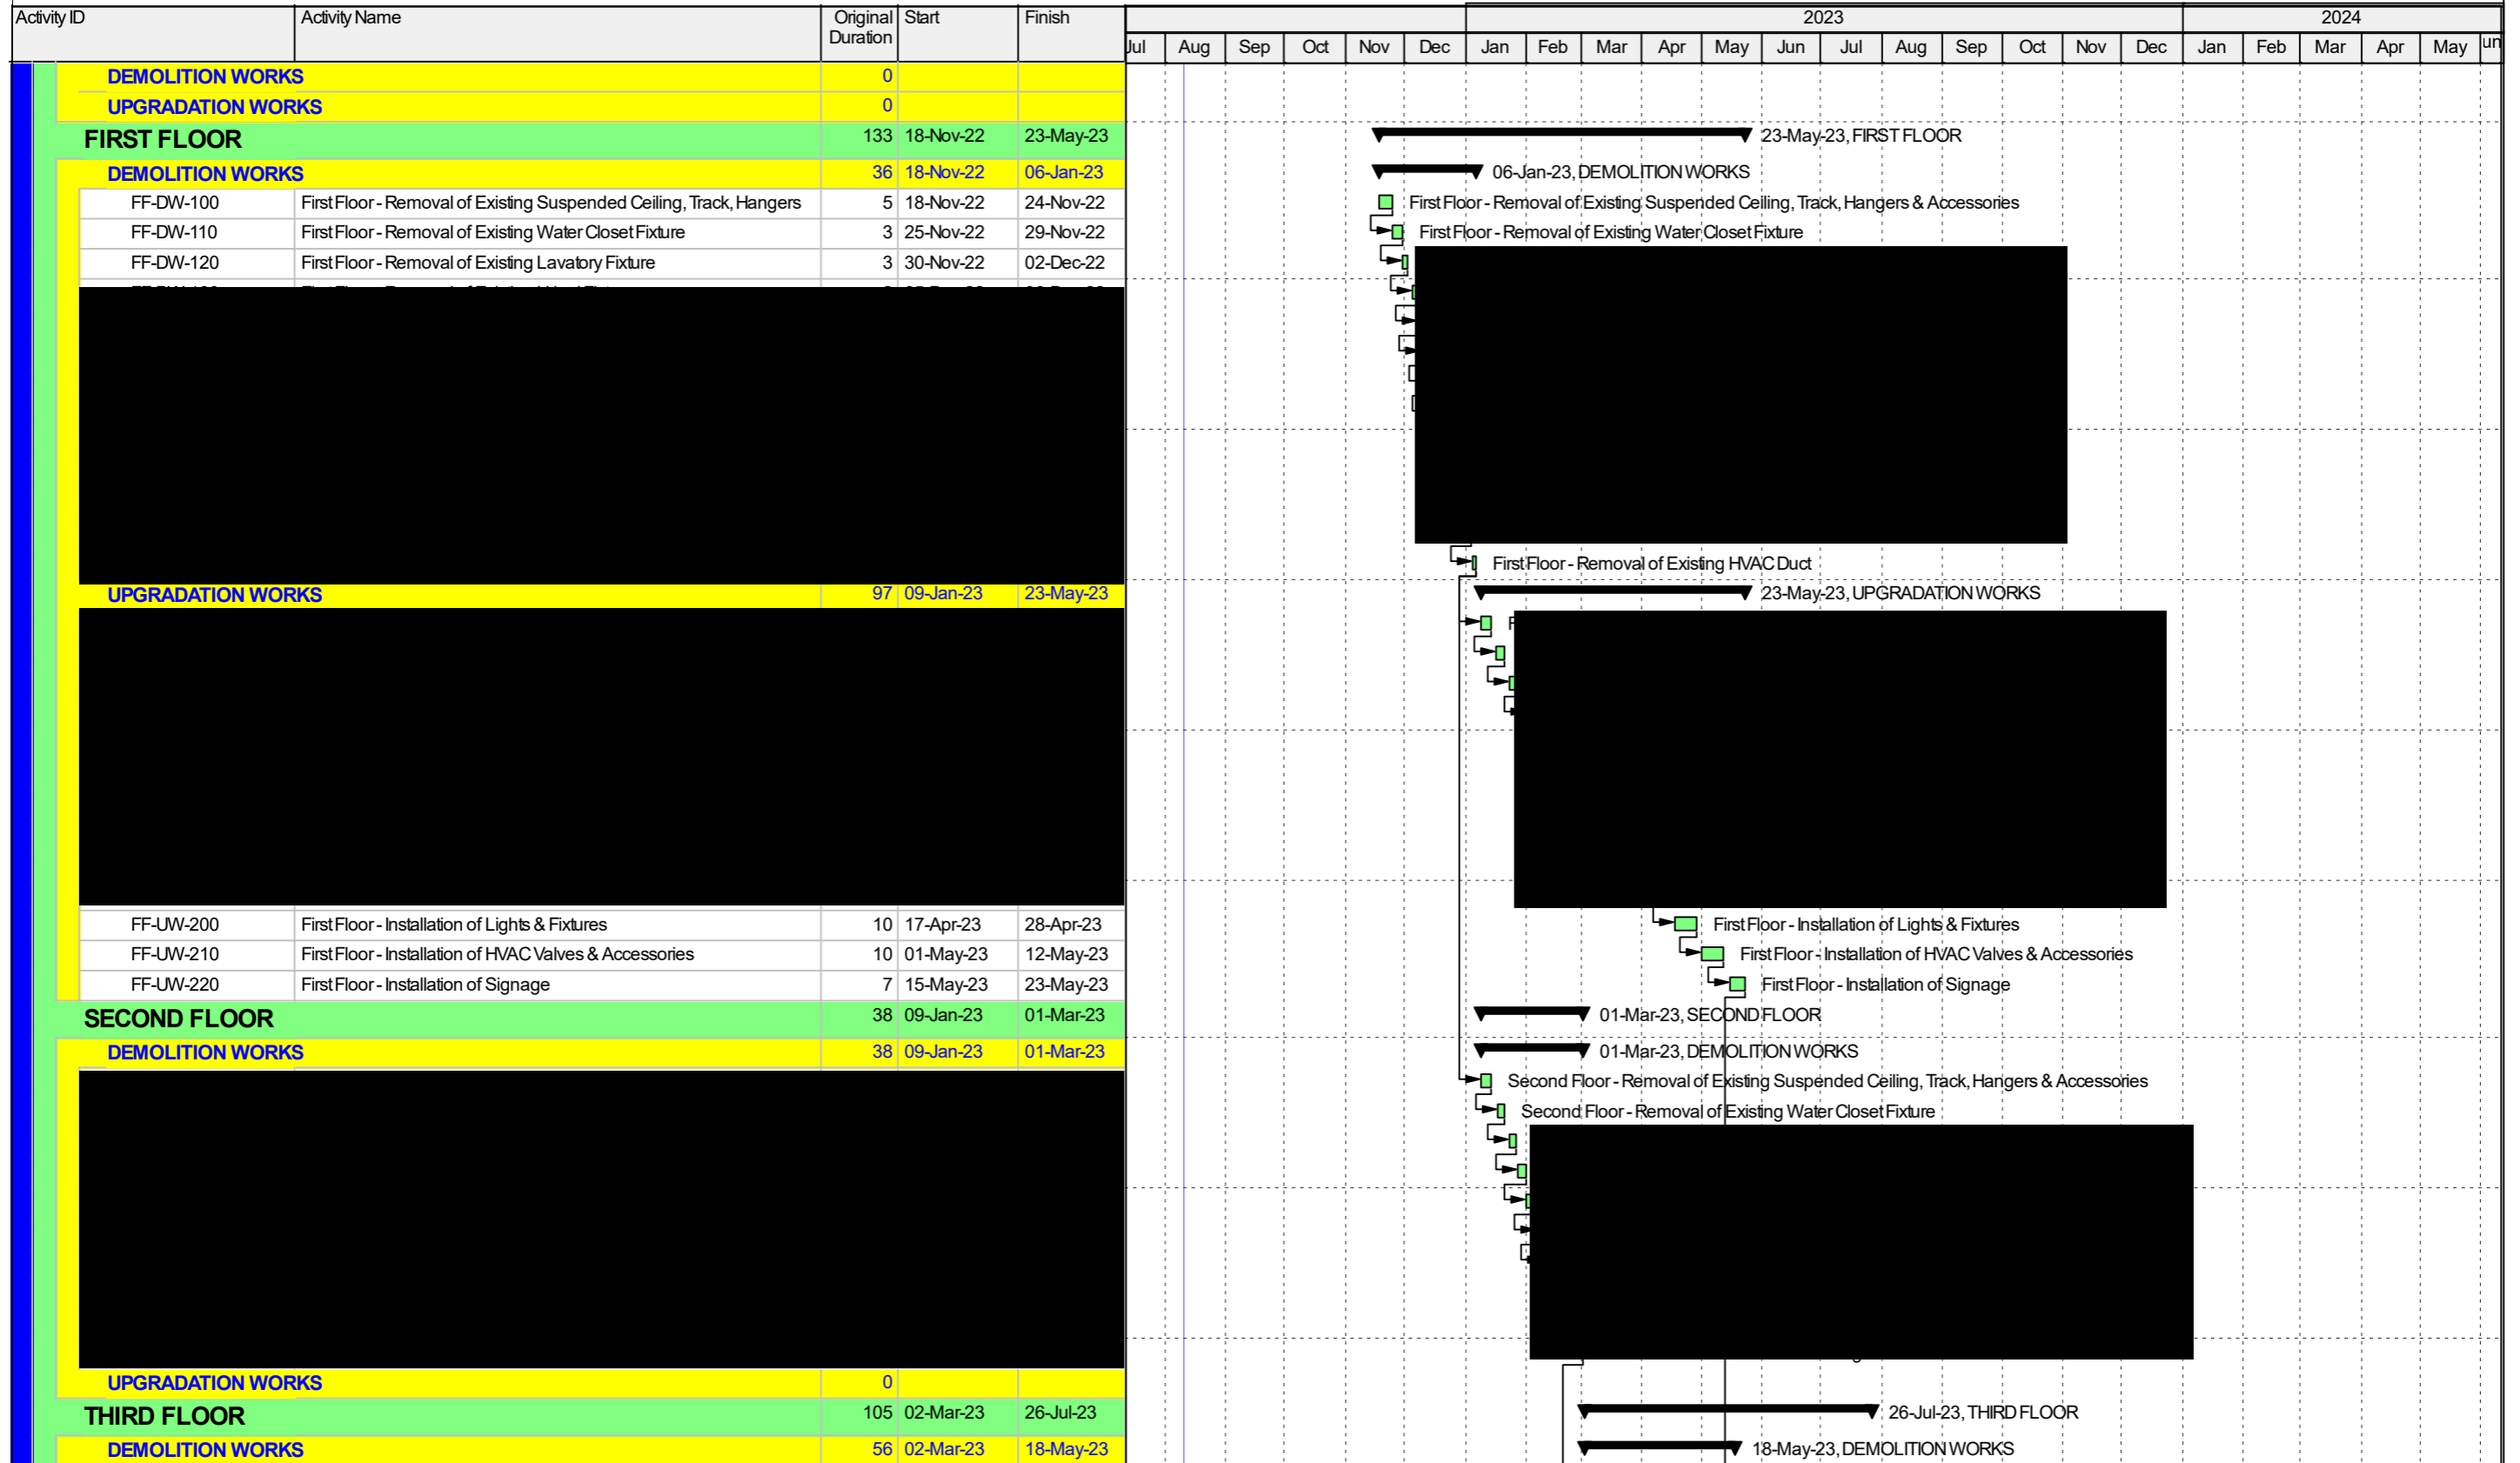 Activity ID Activity Name Original Duration Start Finish 2023 2024
Jul Aug Sep Oct Nov Dec Jan Feb Mar Apr May Jun Jul Aug Sep Oct Nov Dec Jan Feb Mar Apr May un
DEMOLITION WORKS 0
UPGRADATION WORKS 0
FIRST FLOOR 133 18-Nov-22 23-May-23 23-May-23, FIRST FLOOR
DEMOLITION WORKS 36 18-Nov-22 06-Jan-23 06-Jan-23, DEMOLITION WORKS
FF-DW-100 First Floor - Removal of Existing Suspended Ceiling, Track, Hangers 5 18-Nov-22 24-Nov-22 First Floor - Removal of Existing Suspended Ceiling, Track, Hangers & Accessories
FF-DW-110 First Floor - Removal of Existing Water Closet Fixture 3 25-Nov-22 29-Nov-22 First Floor - Removal of Existing Water Closet Fixture
FF-DW-120 First Floor - Removal of Existing Lavatory Fixture 3 30-Nov-22 02-Dec-22
First Floor - Removal of Existing HVAC Duct
UPGRADATION WORKS 97 09-Jan-23 23-May-23 23-May-23, UPGRADATION WORKS
FF-UW-200 First Floor - Installation of Lights & Fixtures 10 17-Apr-23 28-Apr-23 First Floor - Installation of Lights & Fixtures
FF-UW-210 First Floor - Installation of HVAC Valves & Accessories 10 01-May-23 12-May-23 First Floor - Installation of HVAC Valves & Accessories
FF-UW-220 First Floor - Installation of Signage 7 15-May-23 23-May-23 First Floor - Installation of Signage
SECOND FLOOR 38 09-Jan-23 01-Mar-23 01-Mar-23, SECOND FLOOR
DEMOLITION WORKS 38 09-Jan-23 01-Mar-23 01-Mar-23, DEMOLITION WORKS
Second Floor - Removal of Existing Suspended Ceiling, Track, Hangers & Accessories
Second Floor - Removal of Existing Water Closet Fixture
UPGRADATION WORKS 0
THIRD FLOOR 105 02-Mar-23 26-Jul-23 26-Jul-23, THIRD FLOOR
DEMOLITION WORKS 56 02-Mar-23 18-May-23 18-May-23, DEMOLITION WORKS